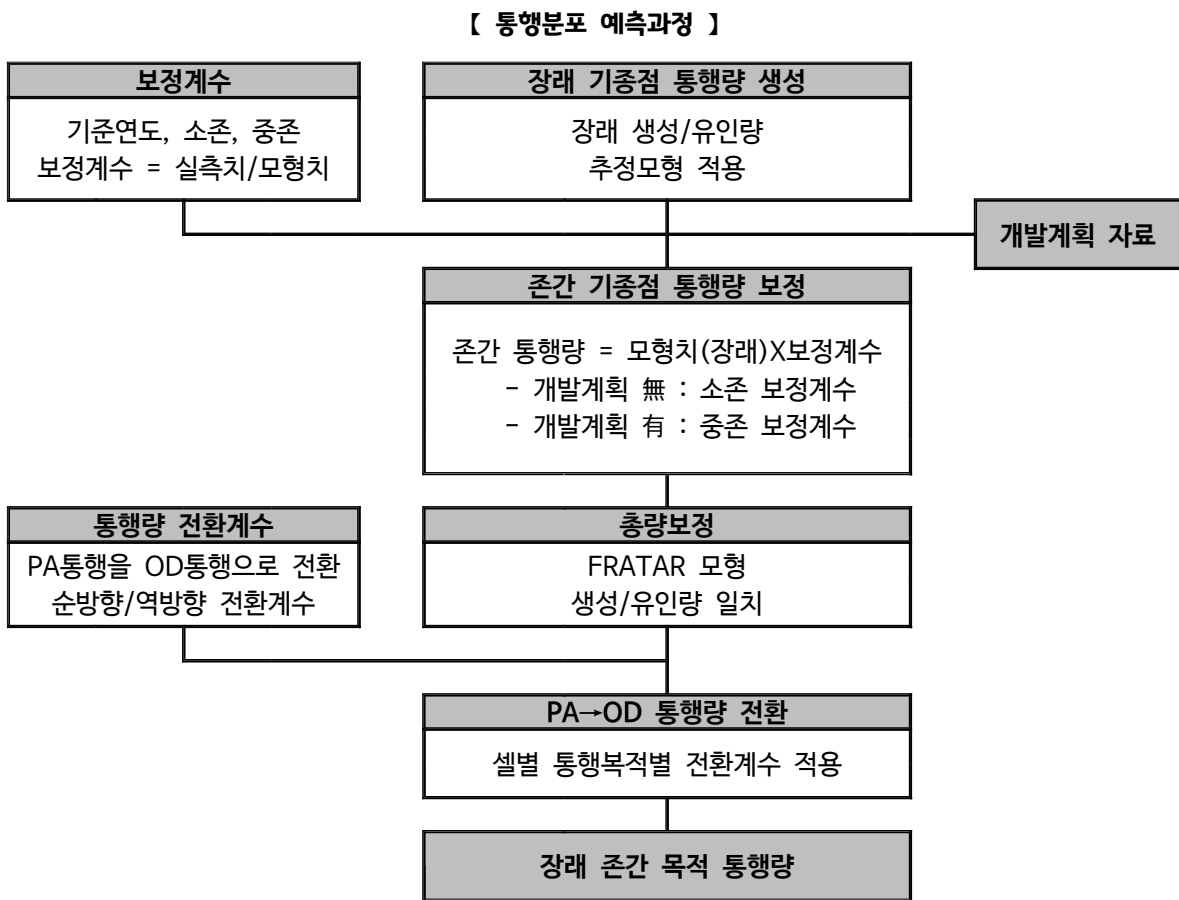 【 통행분포 예측과정 】
보정계수
기준연도, 소존, 중존
보정계수 = 실측치/모형치
장래 기종점 통행량 생성
장래 생성/유인량
추정모형 적용
개발계획 자료
존간 기종점 통행량 보정
존간 통행량 = 모형치(장래)X보정계수
- 개발계획 無 : 소존 보정계수
- 개발계획 有 : 중존 보정계수
통행량 전환계수
PA통행을 OD통행으로 전환
순방향/역방향 전환계수
총량보정
FRATAR 모형
생성/유인량 일치
PA→OD 통행량 전환
셀별 통행복적별 전환계수 적용
장래 존간 목적 통행량